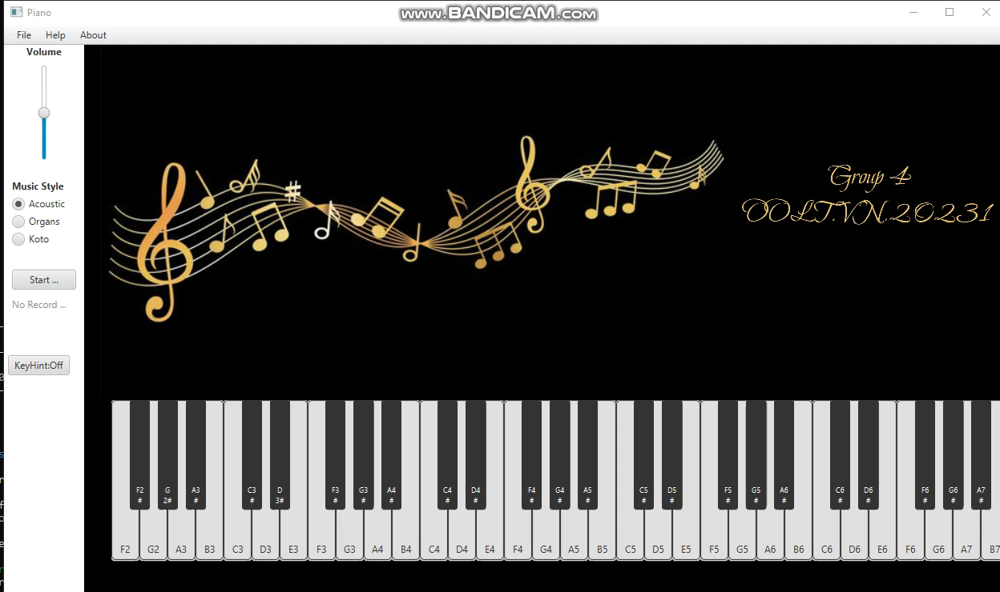 Piano
www.BANDICAM.com
File Help About
Volume
Music Style
Acoustic
Organs
Koto
Start ...
No Record ...
KeyHint:Off
Group 4
OOLT.VN.20231
F2 G A3 C3 D F3 G3 A4 C4 D4 F4 G4 A5 C5 D5 F5 G5 A6 C6 D6 F6 G6 A7
# 2# # # 3# # # # # # # # # # # # # # # # # # #
F2 G2 A3 B3 C3 D3 E3 F3 G3 A4 B4 C4 D4 E4 F4 G4 A5 B5 C5 D5 E5 F5 G5 A6 B6 C6 D6 E6 F6 G6 A7 B7